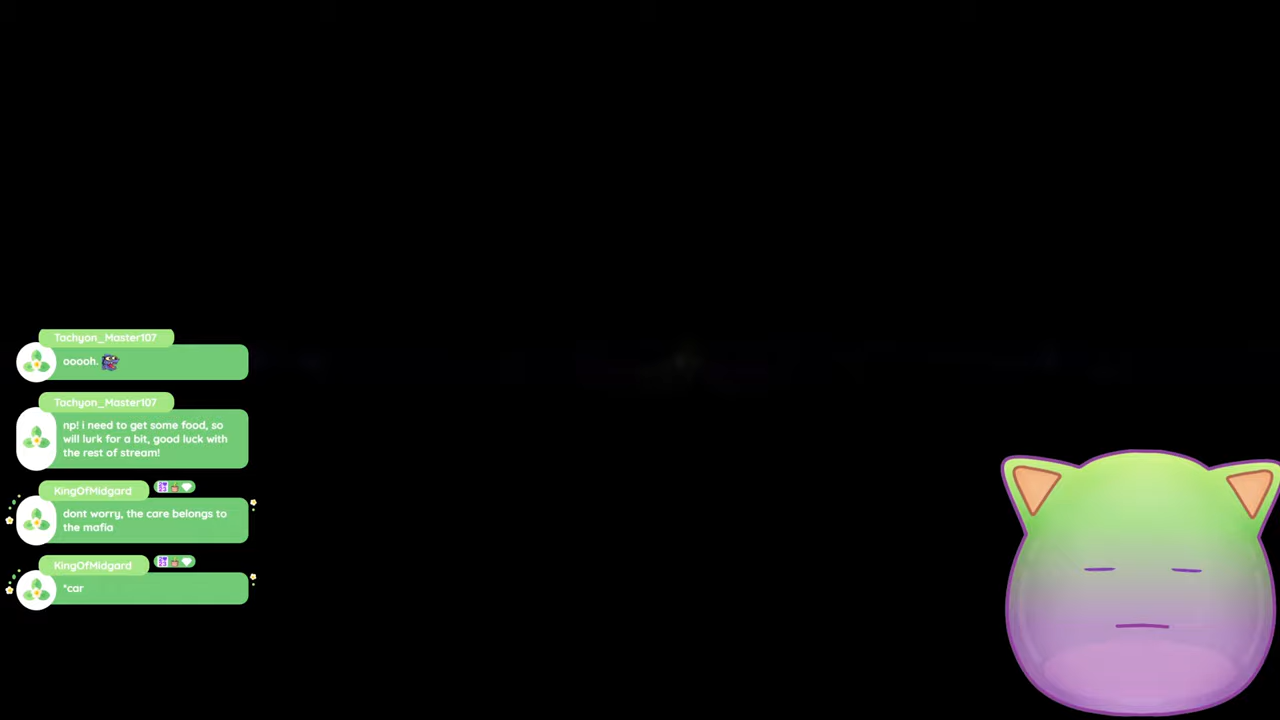 Tachyon_Master107
ooooh.
Tachyon_Master107
np! i need to get some food, so
will lurk for a bit, good luck with
the rest of stream!
KingOfMidgard
dont worry, the care belongs to
the mafia
KingOfMidgard
*car